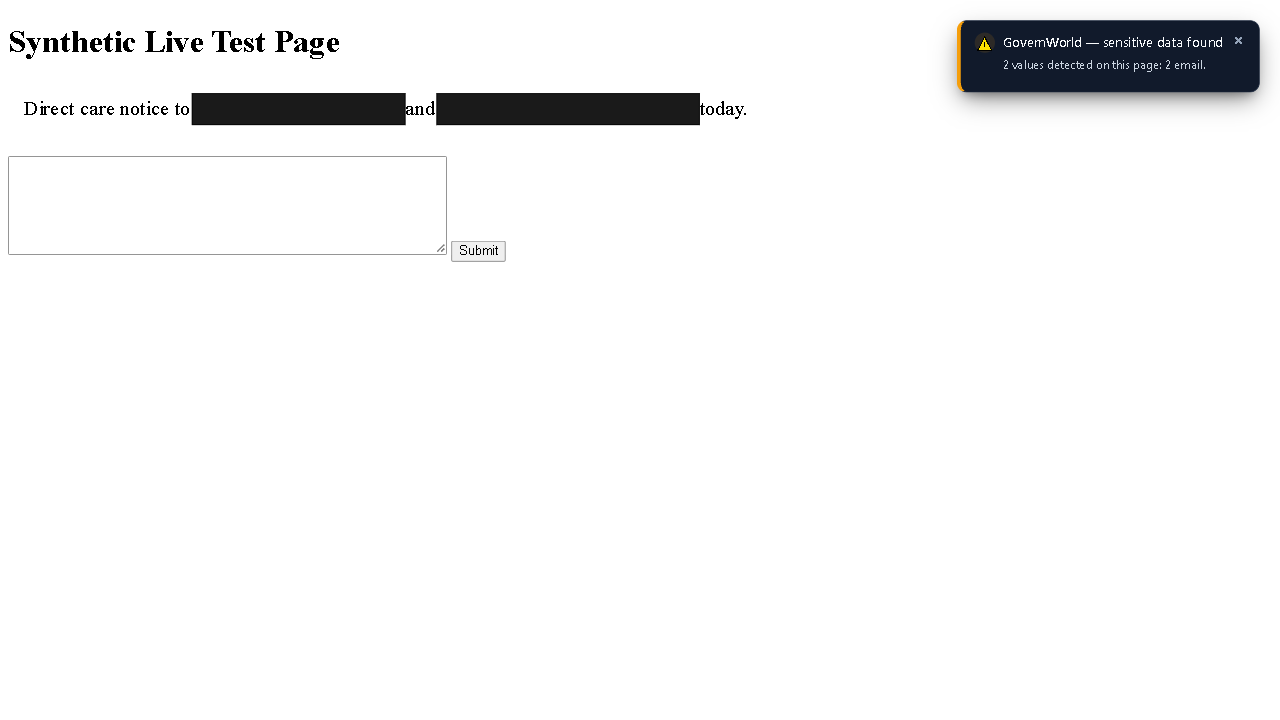 Synthetic Live Test Page
GovernWorld — sensitive data found ×
2 values detected on this page: 2 email.
Direct care notice to and today.
Submit